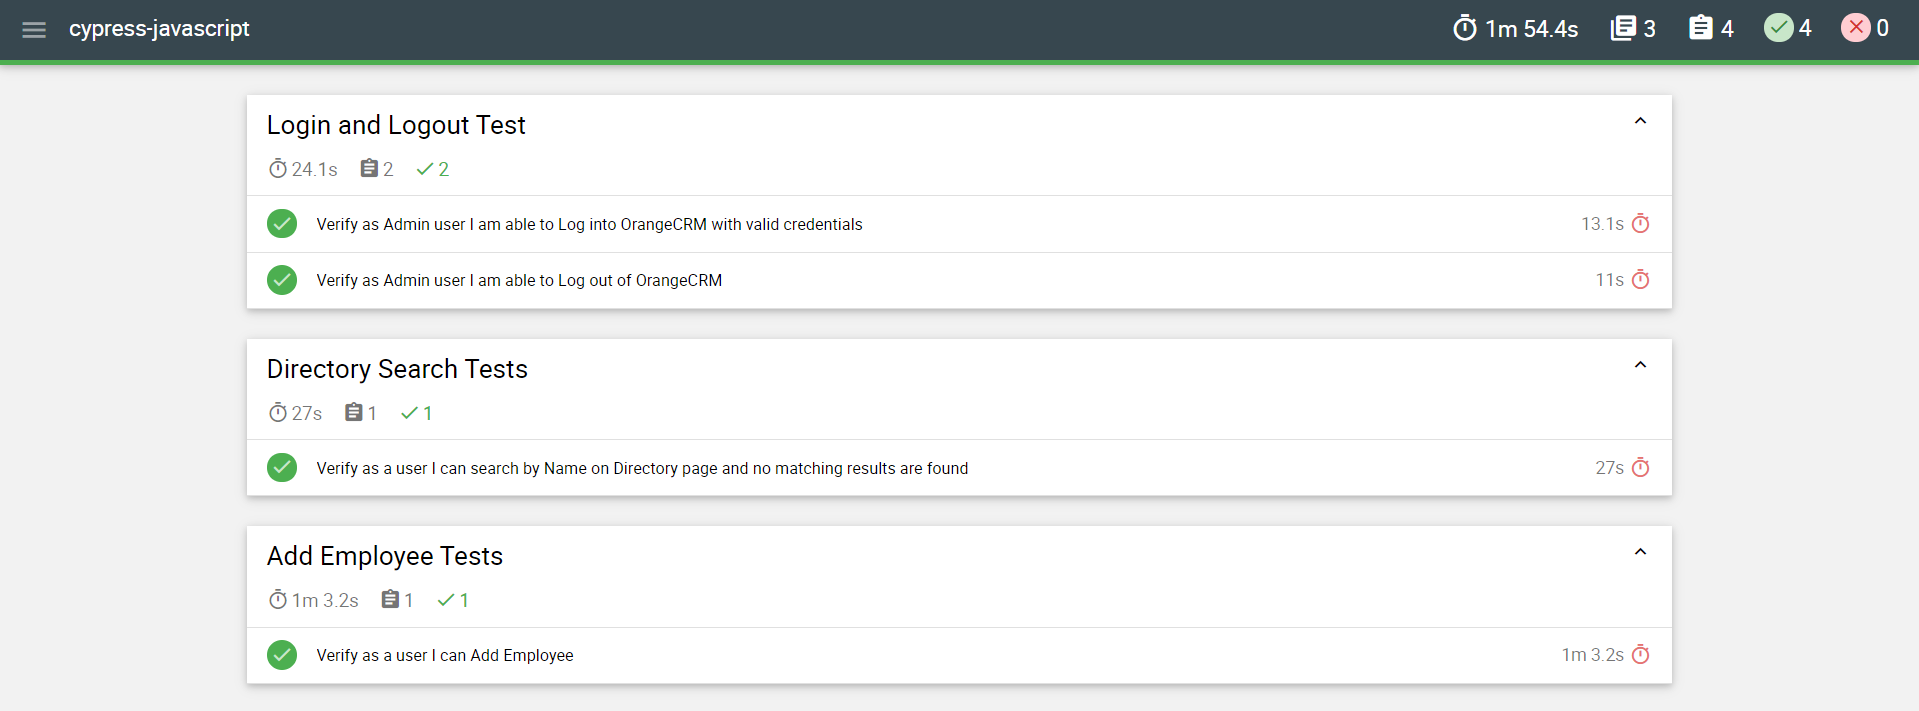 cypress-javascript 1m 54.4s 3 4 4 0
Login and Logout Test
24.1s 2 2
Verify as Admin user I am able to Log into OrangeCRM with valid credentials 13.1s
Verify as Admin user I am able to Log out of OrangeCRM 11s
Directory Search Tests
27s 1 1
Verify as a user I can search by Name on Directory page and no matching results are found 27s
Add Employee Tests
1m 3.2s 1 1
Verify as a user I can Add Employee 1m 3.2s